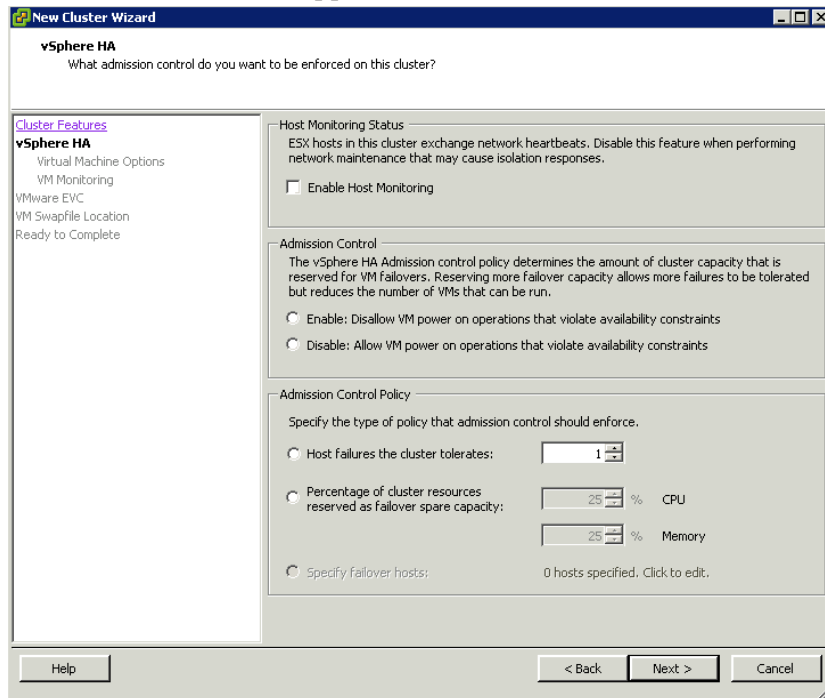 New Cluster Wizard
vSphere HA
What admission control do you want to be enforced on this cluster?
Cluster Features
vSphere HA
Virtual Machine Options
VM Monitoring
VMware EVC
VM Swapfile Location
Ready to Complete
Host Monitoring Status
ESX hosts in this cluster exchange network heartbeats. Disable this feature when performing
network maintenance that may cause isolation responses.
Enable Host Monitoring
Admission Control
The vSphere HA Admission control policy determines the amount of cluster capacity that is
reserved for VM failovers. Reserving more failover capacity allows more failures to be tolerated
but reduces the number of VMs that can be run.
Enable: Disallow VM power on operations that violate availability constraints
Disable: Allow VM power on operations that violate availability constraints
Admission Control Policy
Specify the type of policy that admission control should enforce.
Host failures the cluster tolerates: 1
Percentage of cluster resources
reserved as failover spare capacity: 25 % CPU
25 % Memory
Specify failover hosts: 0 hosts specified. Click to edit.
Help < Back Next > Cancel